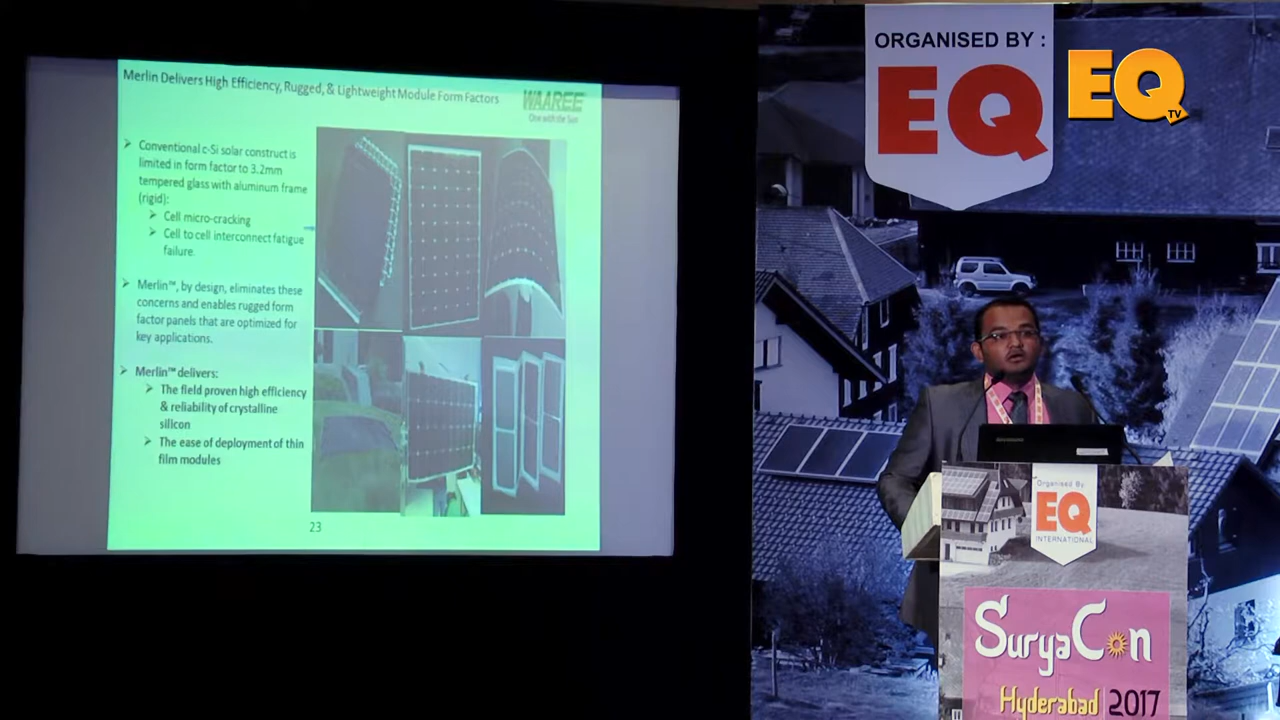 Merlin Delivers High Efficiency, Rugged, & Lightweight Module Form Factors
WAAREE
One with the Sun
Conventional c-Si solar construct is
limited in form factor to 3.2mm
tempered glass with aluminum frame
(rigid):
Cell micro-cracking
Cell to cell interconnect fatigue
failure.
Merlin™, by design, eliminates these
concerns and enables rugged form
factor panels that are optimized for
key applications.
Merlin™ delivers:
The field proven high efficiency
& reliability of crystalline
silicon
The ease of deployment of thin
film modules
23
ORGANISED BY :
EQ
EQ
TV
Organised By
EQ
INTERNATIONAL
SuryaCon
Hyderabad 2017